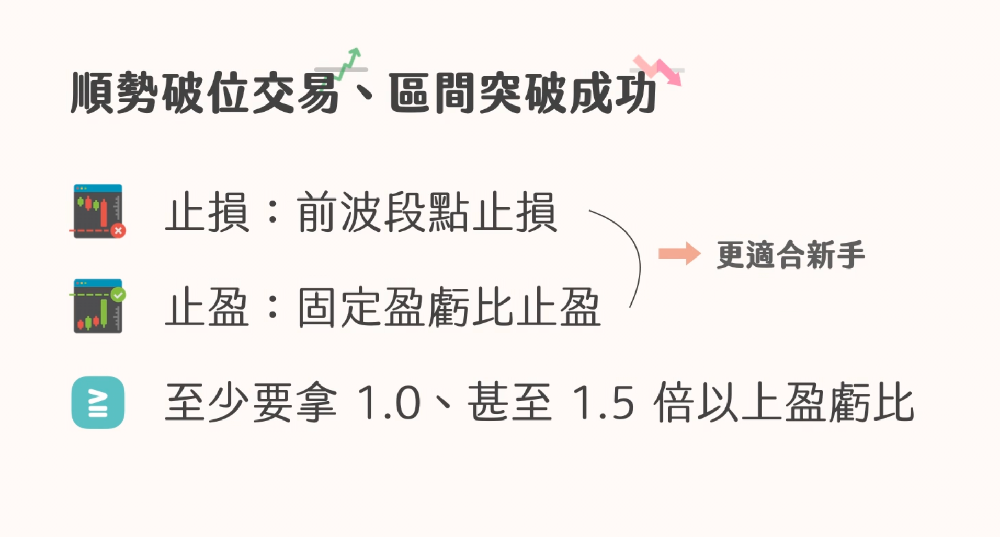 順勢破位交易、區間突破成功
止損：前波段點止損
更適合新手
止盈：固定盈虧比止盈
至少要拿 1.0、甚至 1.5 倍以上盈虧比